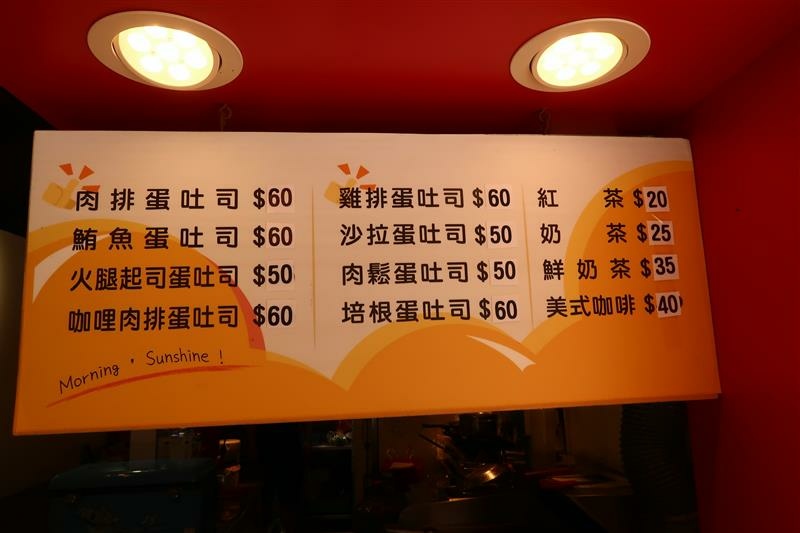 肉排蛋吐司 $60
鮪魚蛋吐司 $60
火腿起司蛋吐司 $50
咖哩肉排蛋吐司 $60
Morning, Sunshine!
雞排蛋吐司 $60
沙拉蛋吐司 $50
肉鬆蛋吐司 $50
培根蛋吐司 $60
紅茶 $20
奶茶 $25
鮮奶茶 $35
美式咖啡 $40